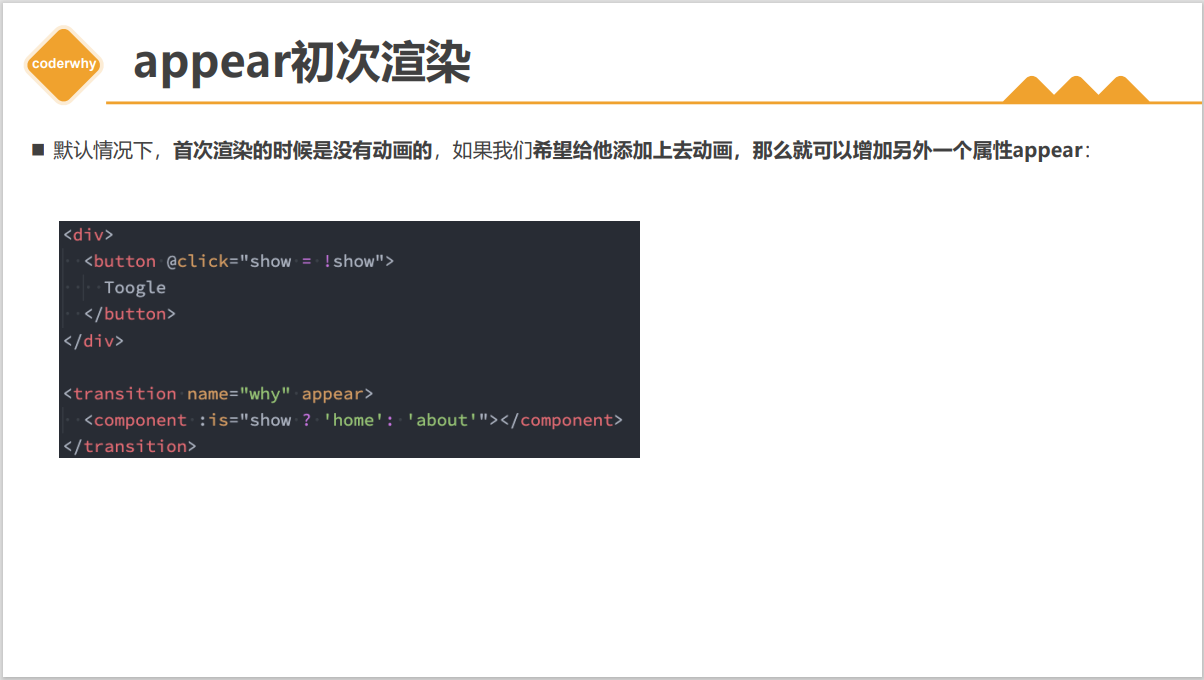 coderwhy
appear初次渲染
■ 默认情况下，首次渲染的时候是没有动画的，如果我们希望给他添加上去动画，那么就可以增加另外一个属性appear：
<div>
  <button @click="show = !show">
    Toogle
  </button>
</div>
<transition name="why" appear>
  <component :is="show ? 'home': 'about'"></component>
</transition>